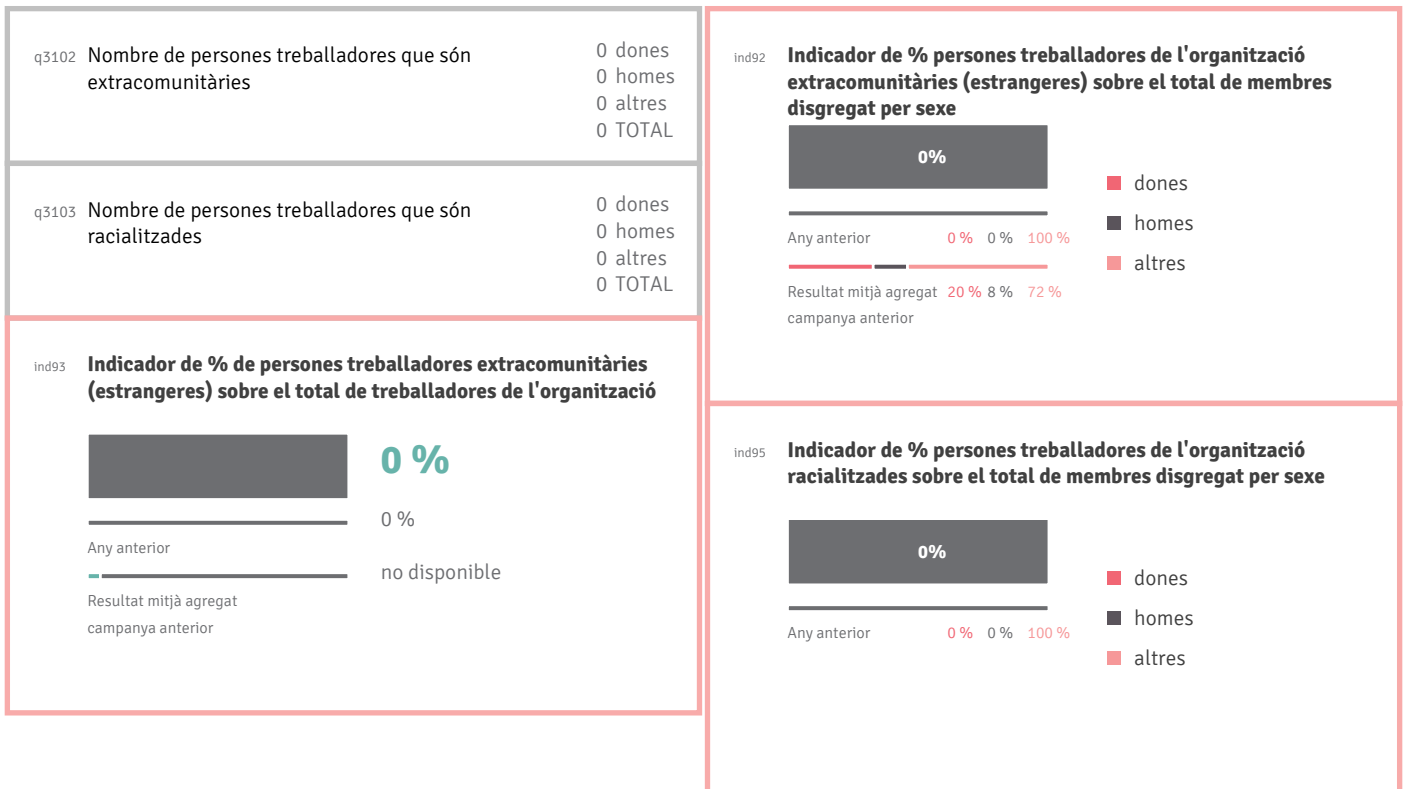 q3102 Nombre de persones treballadores que són
extracomunitàries
0 dones
0 homes
0 altres
0 TOTAL
q3103 Nombre de persones treballadores que són
racialitzades
0 dones
0 homes
0 altres
0 TOTAL
ind93 Indicador de % de persones treballadores extracomunitàries
(estrangeres) sobre el total de treballadores de l'organització
0 %
0 %
Any anterior
no disponible
Resultat mitjà agregat
campanya anterior
ind92 Indicador de % persones treballadores de l'organització
extracomunitàries (estrangeres) sobre el total de membres
disgregat per sexe
0%
dones
homes
altres
Any anterior 0 % 0 % 100 %
Resultat mitjà agregat 20 % 8 % 72 %
campanya anterior
ind95 Indicador de % persones treballadores de l'organització
racialitzades sobre el total de membres disgregat per sexe
0%
dones
homes
altres
Any anterior 0 % 0 % 100 %